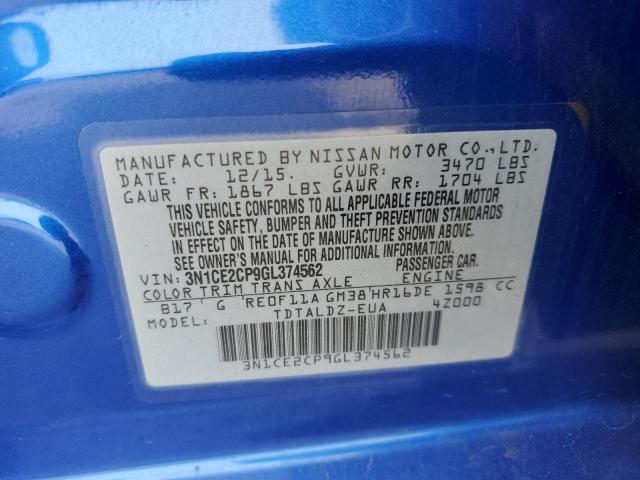 MANUFACTURED BY NISSAN MOTOR CO.,LTD.
DATE: 12/15. GVWR: 3470 LBS
GAWR FR: 1867 LBS GAWR RR: 1704 LBS
THIS VEHICLE CONFORMS TO ALL APPLICABLE FEDERAL MOTOR
VEHICLE SAFETY, BUMPER AND THEFT PREVENTION STANDARDS
IN EFFECT ON THE DATE OF MANUFACTURE SHOWN ABOVE.
SEE OWNER'S MANUAL FOR ADDITIONAL INFORMATION.
VIN: 3N1CE2CP9GL374562 PASSENGER CAR.
COLOR TRIM TRANS AXLE ENGINE
B17 G RE0F11A GM38 HR16DE 1598 CC
MODEL: TDTALDZ-EUA 4Z000
3N1CE2CP9GL374562